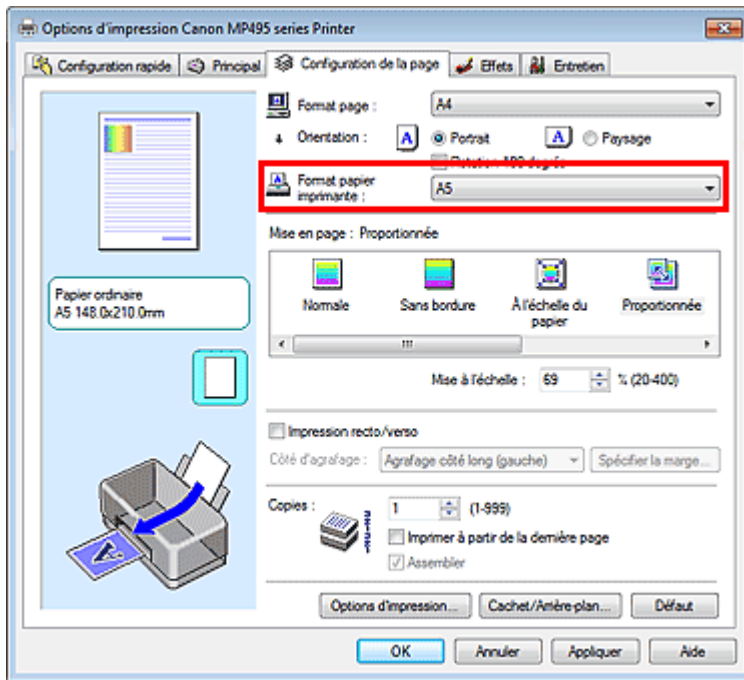 Options d'impression Canon MP495 series Printer
Configuration rapide Principal Configuration de la page Effets Entretien
Format page : A4
Orientation : A Portrait A Paysage
Rotation 180 degrés
Format papier
imprimante : A5
Mise en page : Proportionnée
Papier ordinaire
A5 148.0x210.0mm
Normale Sans bordure À l'échelle du
papier Proportionnée
Mise à l'échelle : 69 % (20-400)
Impression recto/verso
Côté d'agrafage : Agrafage côté long (gauche) Spécifier la marge...
Copies : 1 (1-999)
Imprimer à partir de la dernière page
Assembler
Options d'impression... Cachet/Arrière-plan... Défaut
OK Annuler Appliquer Aide